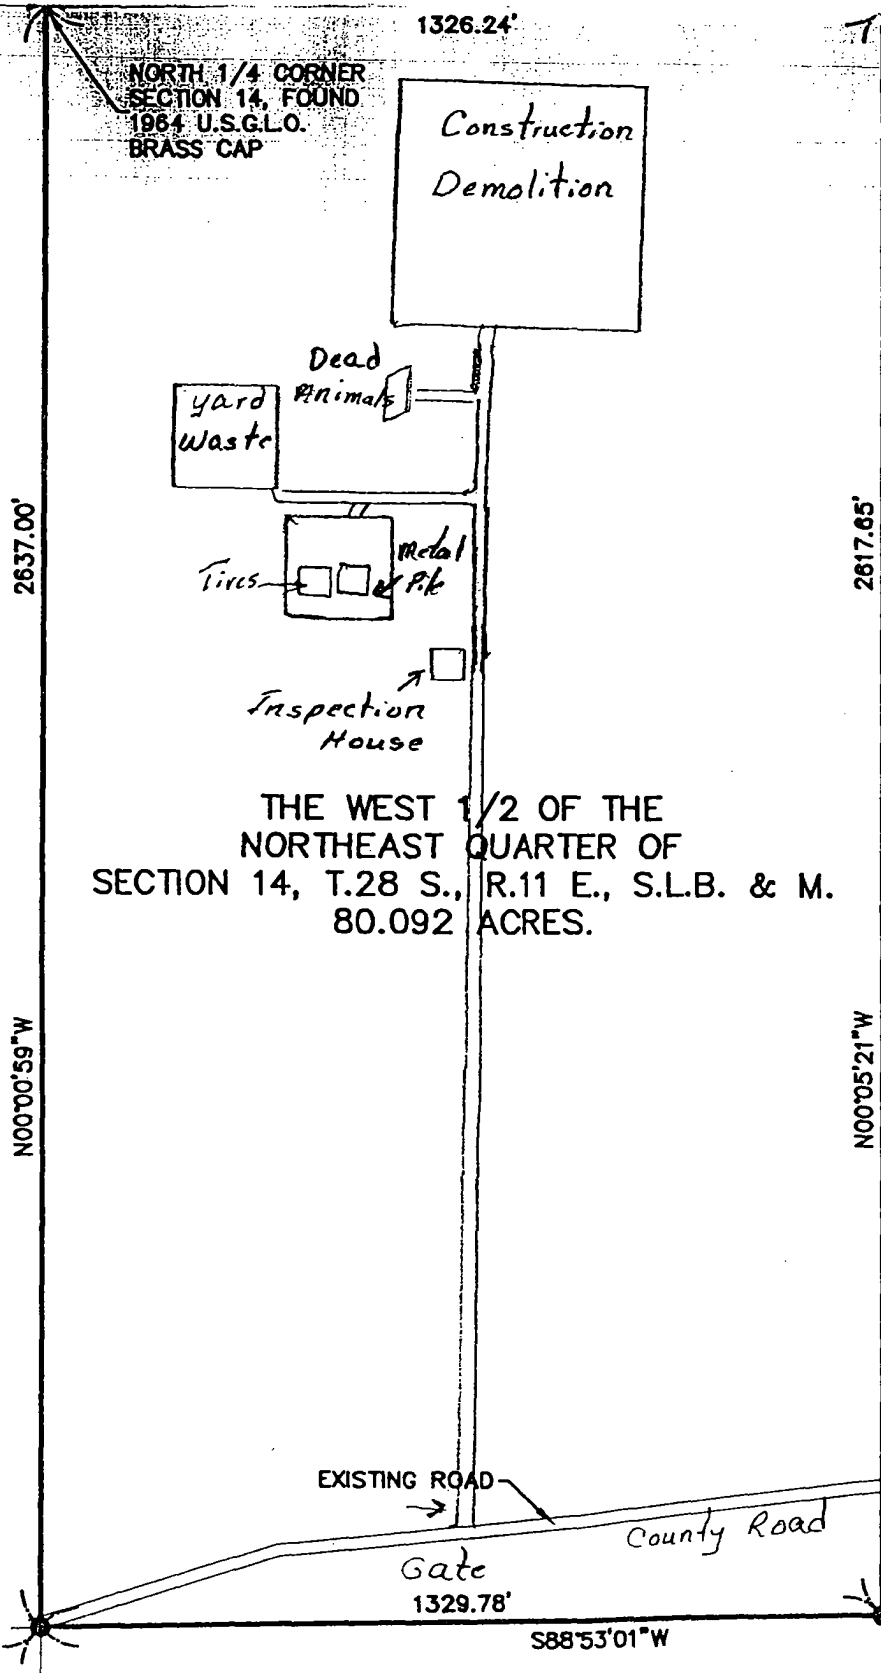 1326.24'
NORTH 1/4 CORNER
SECTION 14, FOUND
1964 U.S.G.L.O.
BRASS CAP
Construction
Demolition
Dead
Animals
yard
Waste
2637.00'
2617.65'
Metal
Pile
Tires
Inspection
House
THE WEST 1/2 OF THE
NORTHEAST QUARTER OF
SECTION 14, T.28 S., R.11 E., S.L.B. & M.
80.092 ACRES.
N00°00'59"W
N00°05'21"W
EXISTING ROAD
County Road
Gate
1329.78'
S88°53'01"W